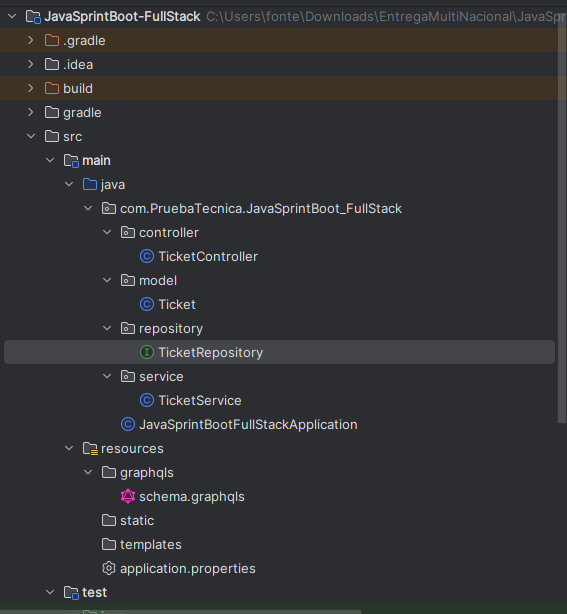 JavaSprintBoot-FullStack C:\Users\fonte\Downloads\EntregaMultiNacional\JavaSpr
.gradle
.idea
build
gradle
src
main
java
com.PruebaTecnica.JavaSprintBoot_FullStack
controller
TicketController
model
Ticket
repository
TicketRepository
service
TicketService
JavaSprintBootFullStackApplication
resources
graphqls
schema.graphqls
static
templates
application.properties
test